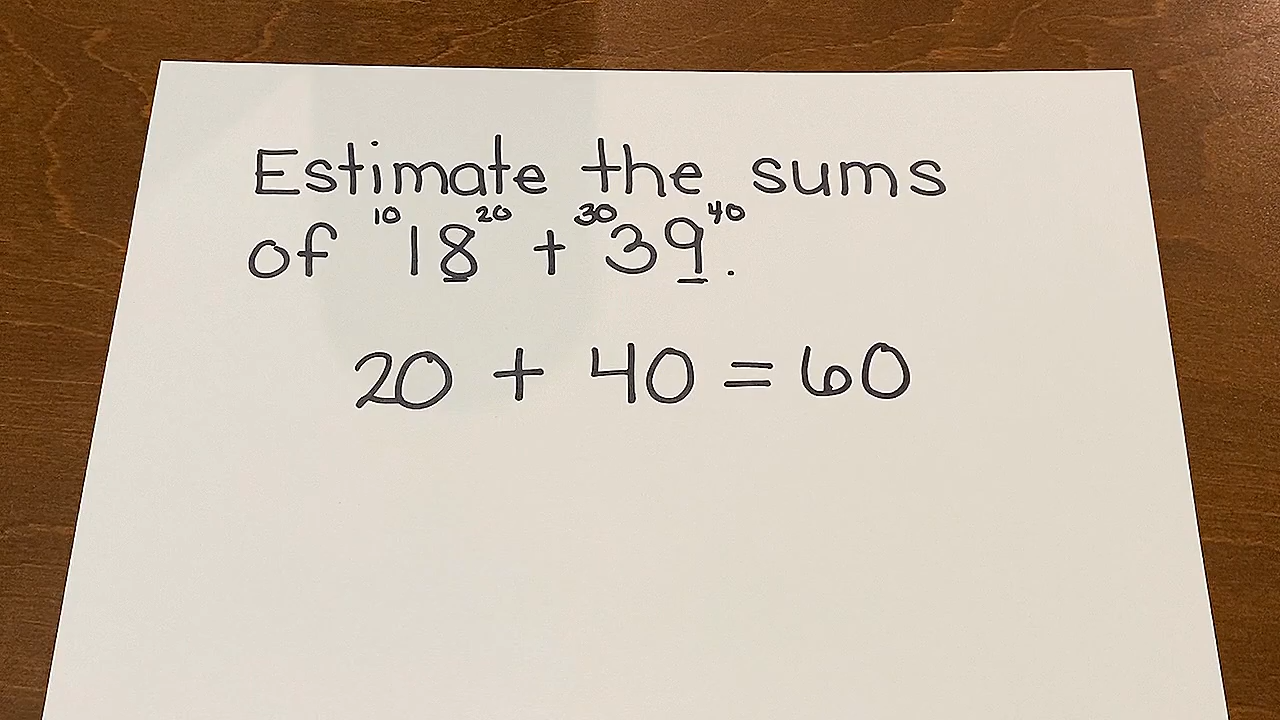 Estimate the sums
10 20 30 40
of 18 + 39.
20 + 40 = 60